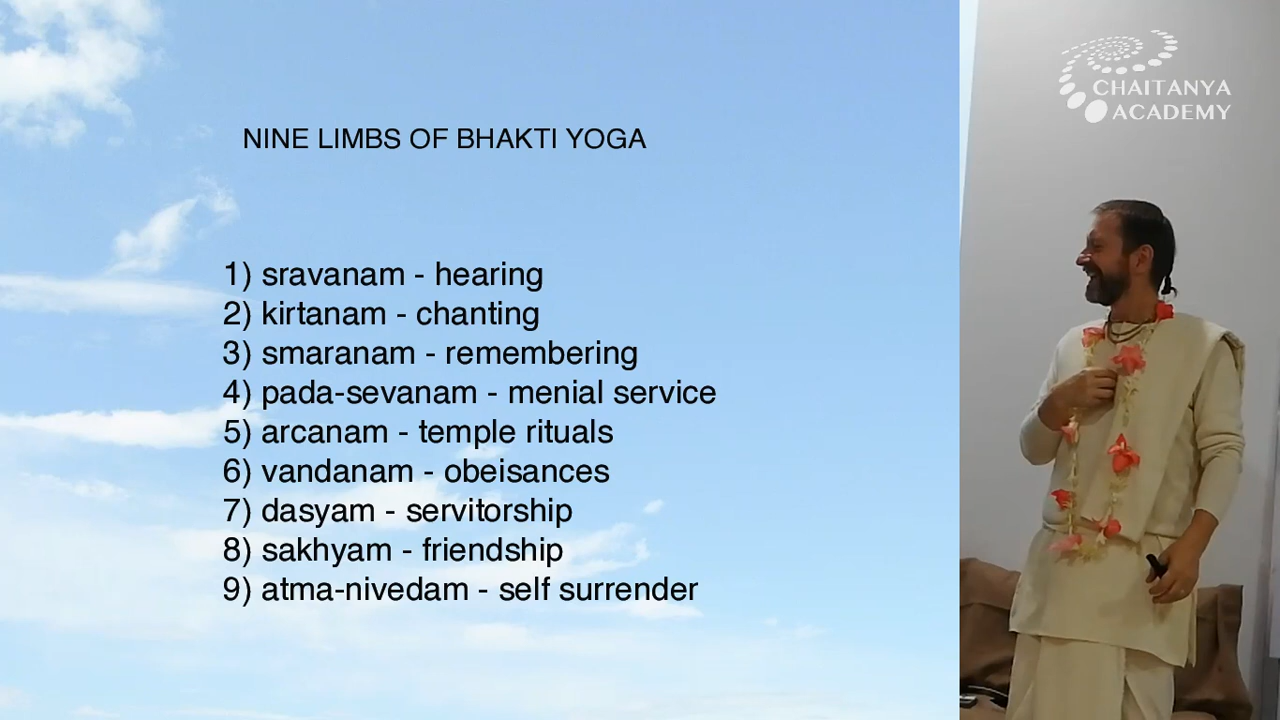 NINE LIMBS OF BHAKTI YOGA
1) sravanam - hearing
2) kirtanam - chanting
3) smaranam - remembering
4) pada-sevanam - menial service
5) arcanam - temple rituals
6) vandanam - obeisances
7) dasyam - servitorship
8) sakhyam - friendship
9) atma-nivedam - self surrender
CHAITANYA
ACADEMY